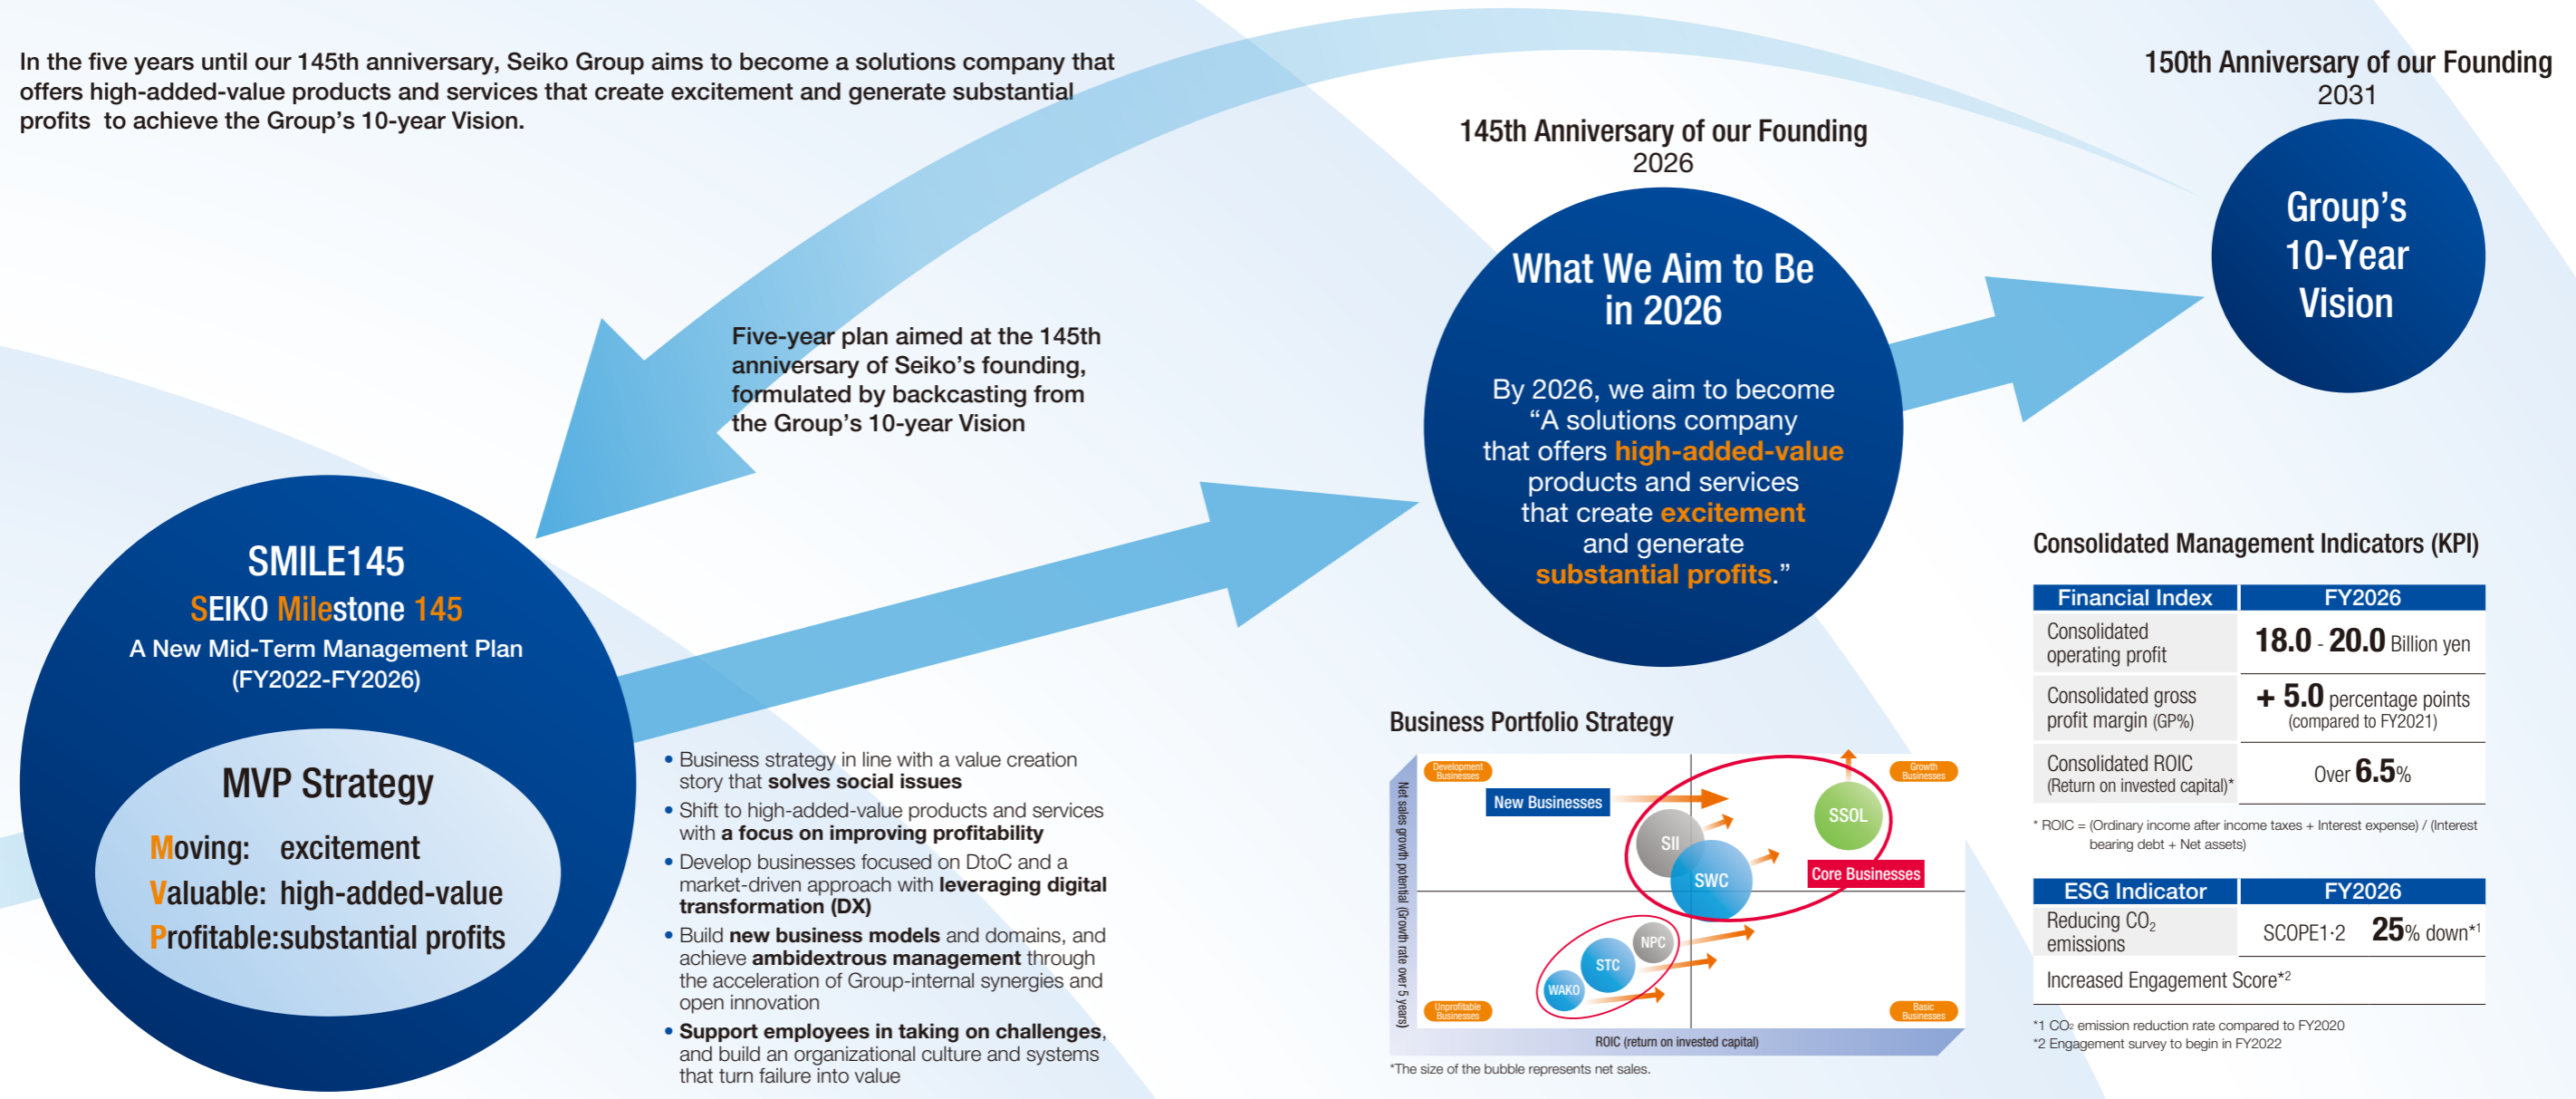 In the five years until our 145th anniversary, Seiko Group aims to become a solutions company that
offers high-added-value products and services that create excitement and generate substantial
profits to achieve the Group's 10-year Vision.
150th Anniversary of our Founding
2031
Group's
10-Year
Vision
145th Anniversary of our Founding
2026
What We Aim to Be
in 2026
By 2026, we aim to become
“A solutions company
that offers high-added-value
products and services
that create excitement
and generate
substantial profits.”
Five-year plan aimed at the 145th
anniversary of Seiko's founding,
formulated by backcasting from
the Group's 10-year Vision
SMILE145
SEIKO Milestone 145
A New Mid-Term Management Plan
(FY2022-FY2026)
MVP Strategy
Moving: excitement
Valuable: high-added-value
Profitable:substantial profits
• Business strategy in line with a value creation
story that solves social issues
• Shift to high-added-value products and services
with a focus on improving profitability
• Develop businesses focused on DtoC and a
market-driven approach with leveraging digital
transformation (DX)
• Build new business models and domains, and
achieve ambidextrous management through
the acceleration of Group-internal synergies and
open innovation
• Support employees in taking on challenges,
and build an organizational culture and systems
that turn failure into value
Business Portfolio Strategy
Net sales growth potential (Growth rate over 5 years)
Development
Businesses
Growth
Businesses
New Businesses
SII
SSOL
SWC
Core Businesses
NPC
STC
WAKO
Unprofitable
Businesses
Basic
Businesses
ROIC (return on invested capital)
*The size of the bubble represents net sales.
Consolidated Management Indicators (KPI)
Financial Index FY2026
Consolidated
operating profit
18.0 - 20.0 Billion yen
Consolidated gross
profit margin (GP%)
+ 5.0 percentage points
(compared to FY2021)
Consolidated ROIC
(Return on invested capital)*
Over 6.5%
* ROIC = (Ordinary income after income taxes + Interest expense) / (Interest
bearing debt + Net assets)
ESG Indicator FY2026
Reducing CO₂
emissions
SCOPE1·2 25% down*1
Increased Engagement Score*2
*1 CO₂ emission reduction rate compared to FY2020
*2 Engagement survey to begin in FY2022